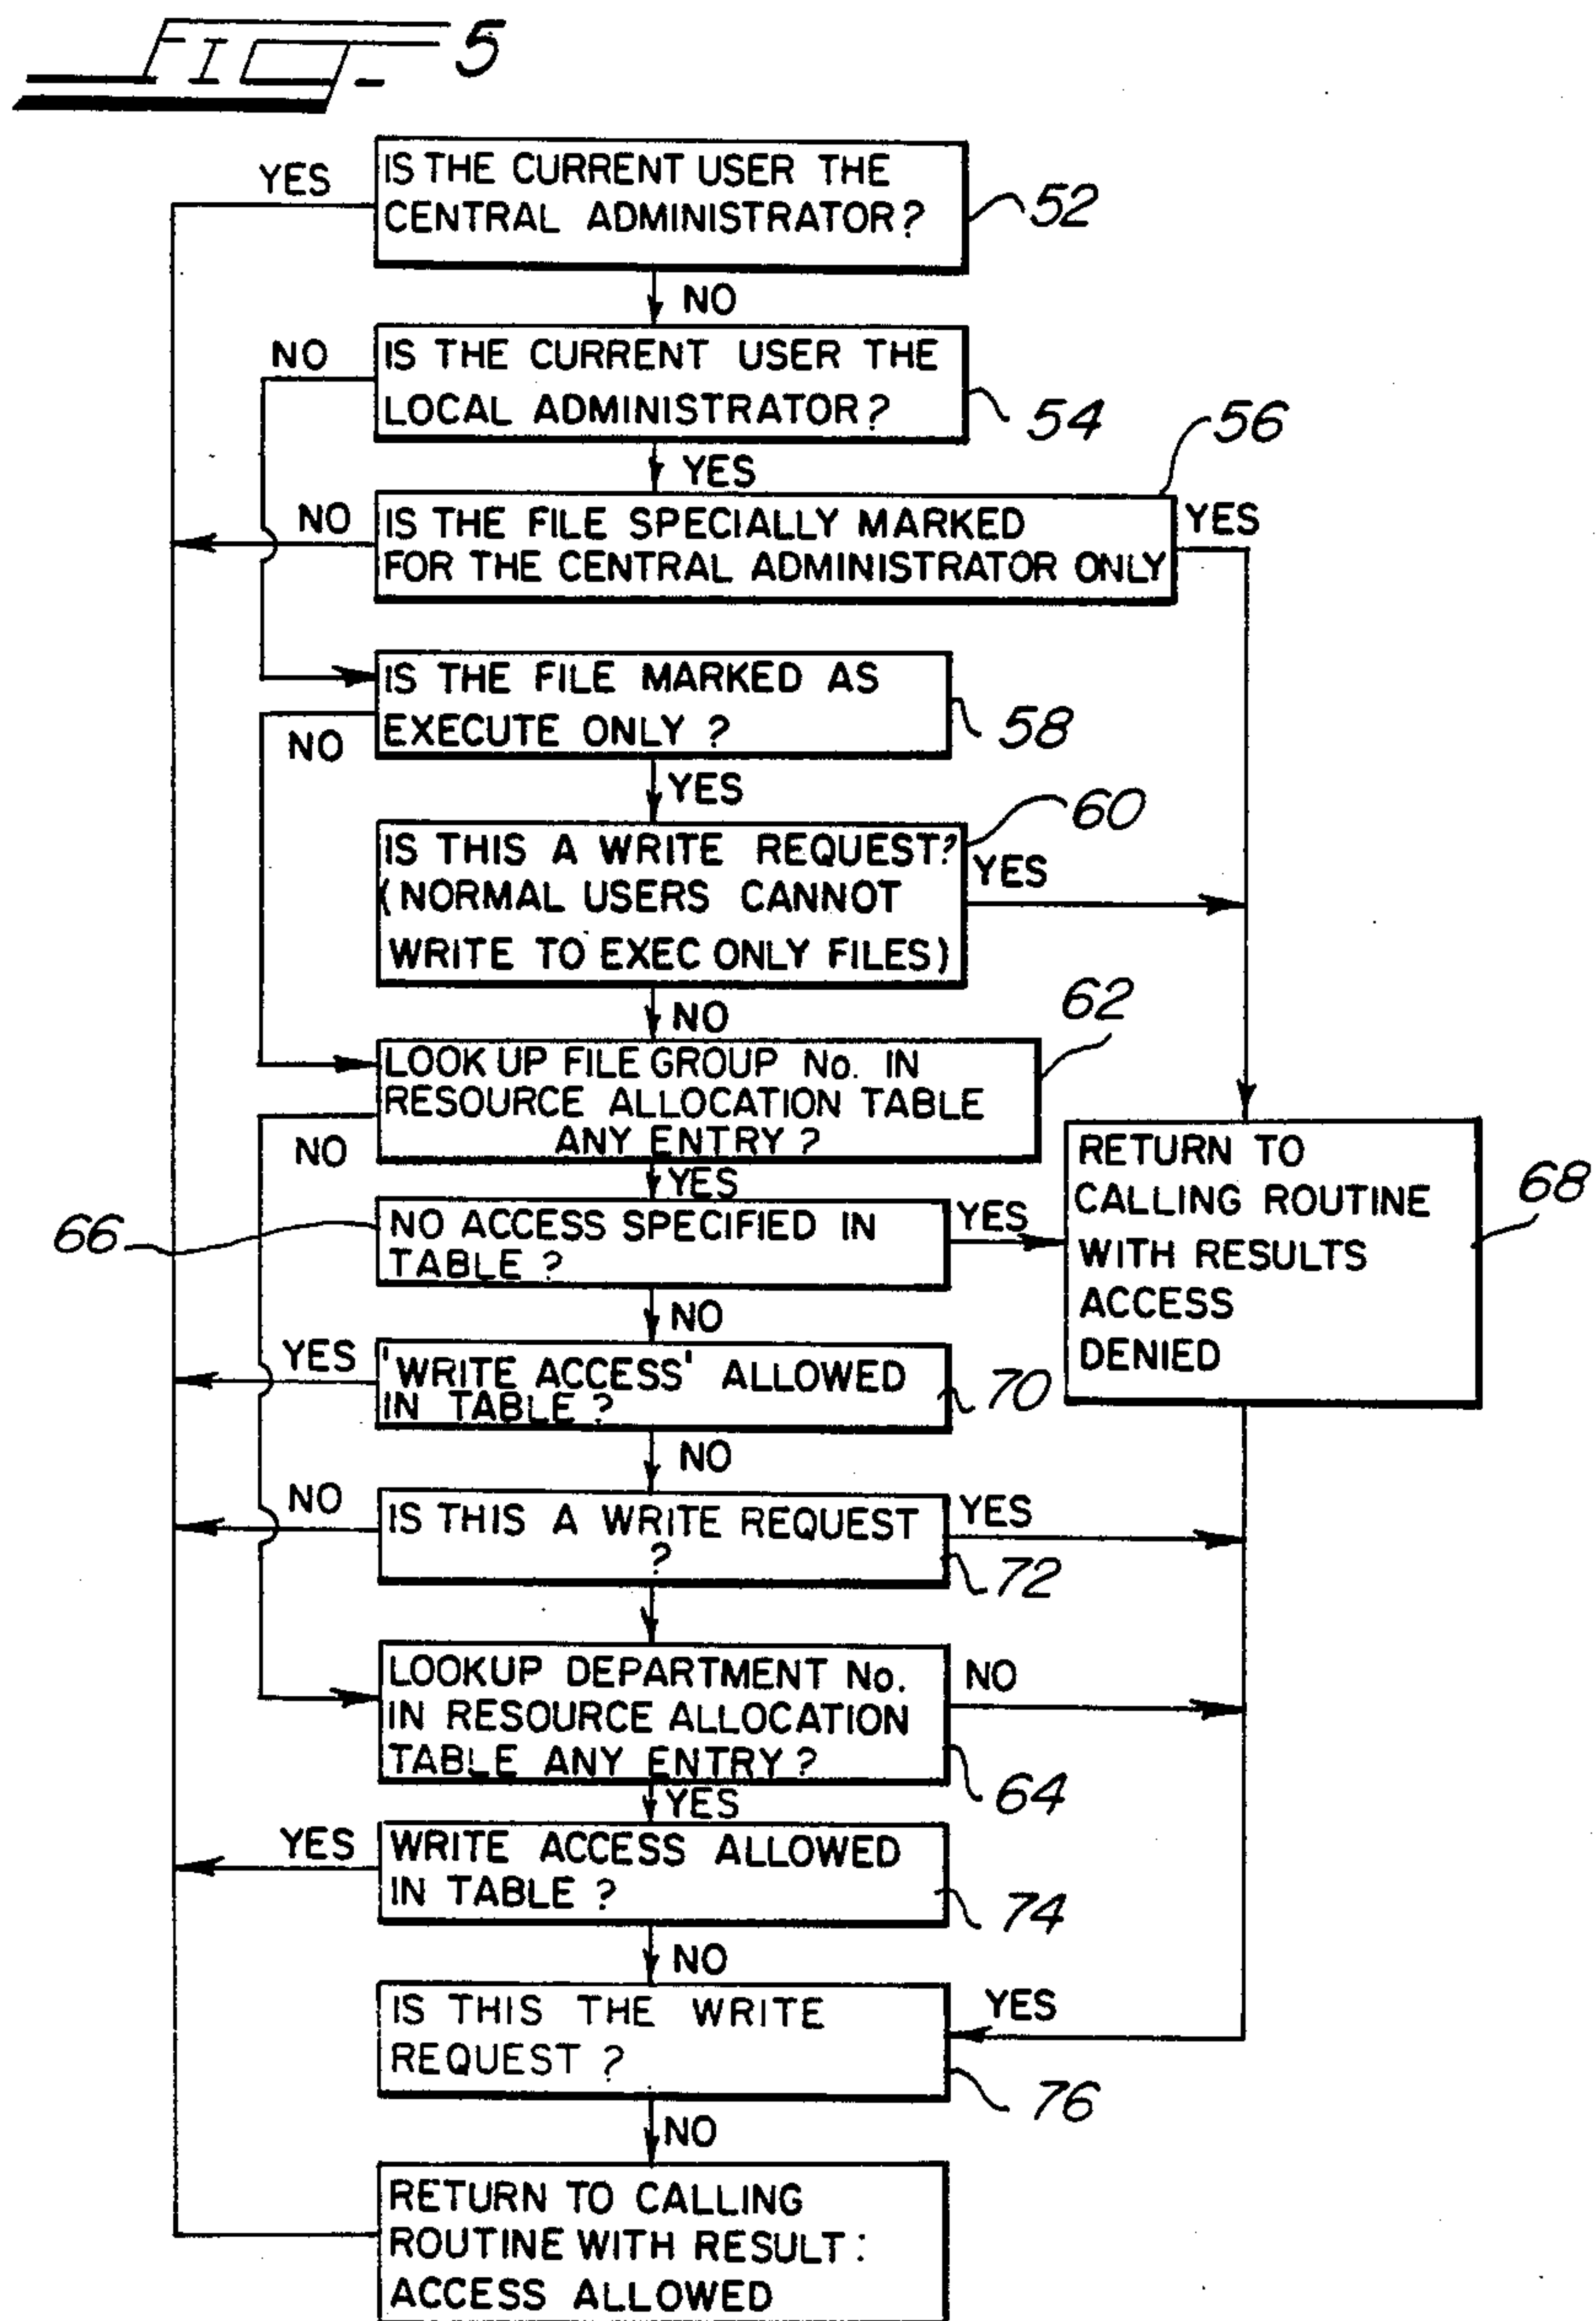 FIG-5
YES
IS THE CURRENT USER THE
CENTRAL ADMINISTRATOR?
52
NO
NO
IS THE CURRENT USER THE
LOCAL ADMINISTRATOR?
54
56
YES
NO
IS THE FILE SPECIALLY MARKED
FOR THE CENTRAL ADMINISTRATOR ONLY
YES
IS THE FILE MARKED AS
EXECUTE ONLY ?
58
NO
YES
60
IS THIS A WRITE REQUEST?
(NORMAL USERS CANNOT
WRITE TO EXEC ONLY FILES)
YES
NO
62
LOOK UP FILE GROUP No. IN
RESOURCE ALLOCATION TABLE
ANY ENTRY ?
NO
YES
66
NO ACCESS SPECIFIED IN
TABLE ?
YES
RETURN TO
CALLING ROUTINE
WITH RESULTS
ACCESS
DENIED
68
NO
YES
'WRITE ACCESS' ALLOWED
IN TABLE ?
70
NO
NO
IS THIS A WRITE REQUEST
?
YES
72
LOOKUP DEPARTMENT No.
IN RESOURCE ALLOCATION
TABLE ANY ENTRY ?
NO
64
YES
YES
WRITE ACCESS ALLOWED
IN TABLE ?
74
NO
IS THIS THE WRITE
REQUEST ?
YES
76
NO
RETURN TO CALLING
ROUTINE WITH RESULT :
ACCESS ALLOWED